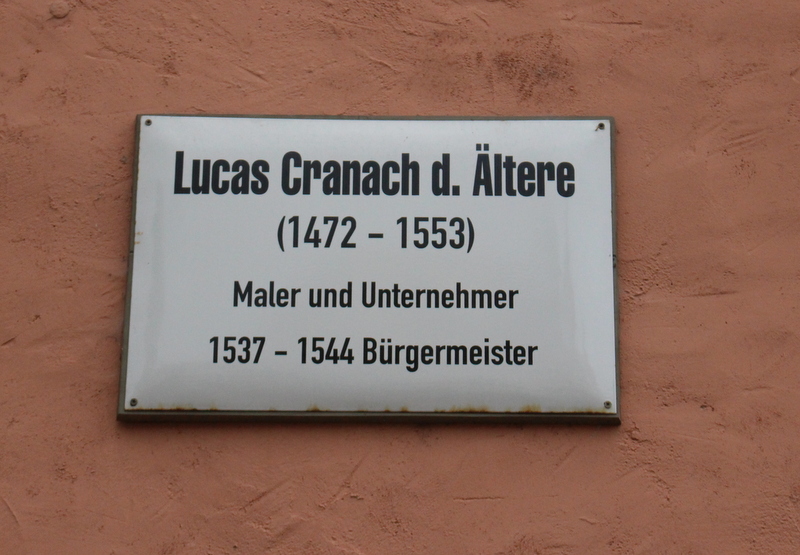 Lucas Cranach d. Ältere
(1472 – 1553)
Maler und Unternehmer
1537 – 1544 Bürgermeister